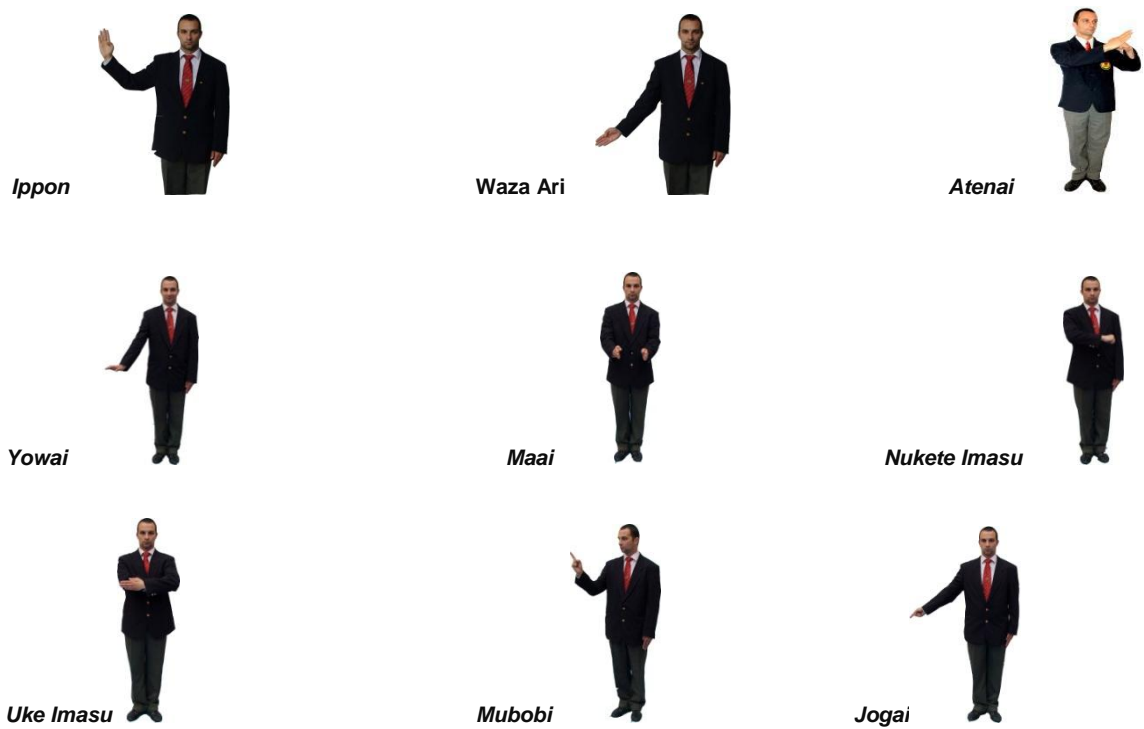 Ippon
Waza Ari
Atenai
Yowai
Maai
Nukete Imasu
Uke Imasu
Mubobi
Jogai